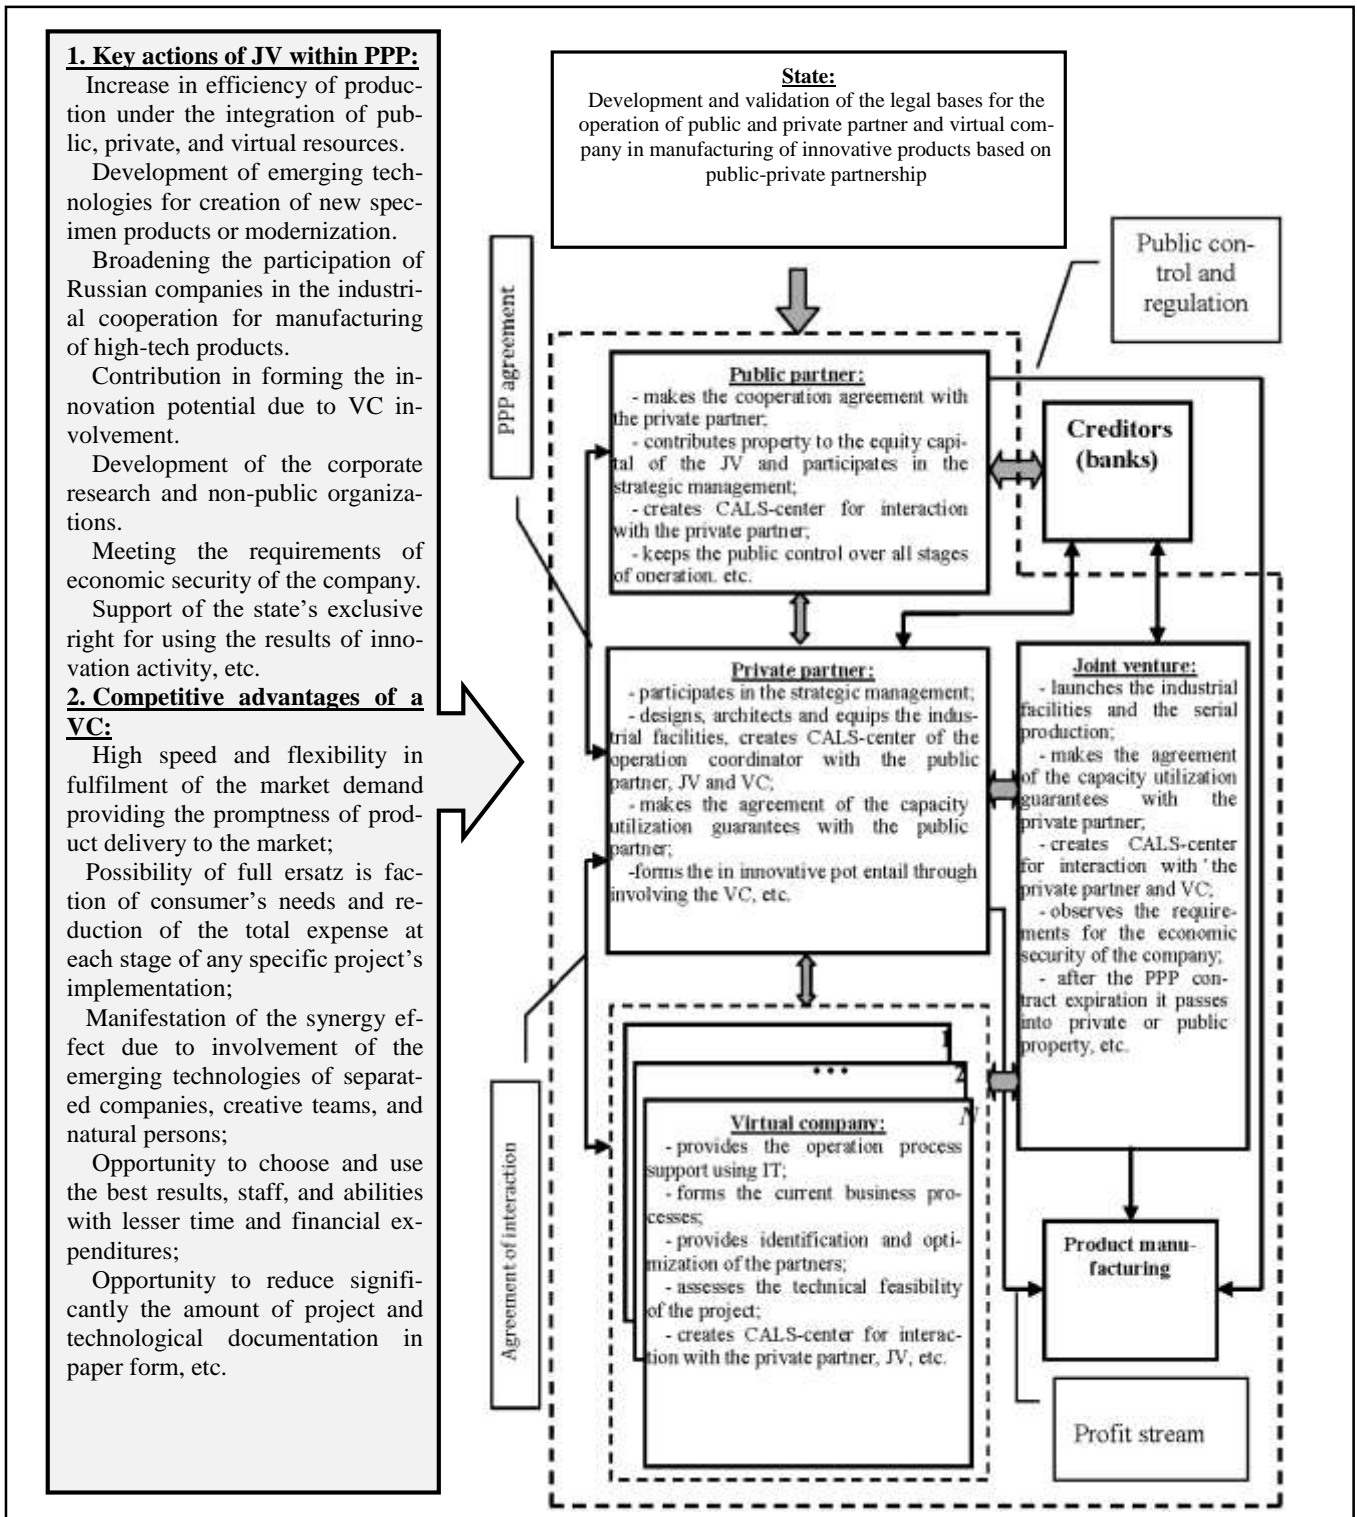 1. Key actions of JV within PPP:
Increase in efficiency of produc-
tion under the integration of pub-
lic, private, and virtual resources.
Development of emerging tech-
nologies for creation of new spec-
imen products or modernization.
Broadening the participation of
Russian companies in the industri-
al cooperation for manufacturing
of high-tech products.
Contribution in forming the in-
novation potential due to VC in-
volvement.
Development of the corporate
research and non-public organiza-
tions.
Meeting the requirements of
economic security of the company.
Support of the state's exclusive
right for using the results of inno-
vation activity, etc.
2. Competitive advantages of a
VC:
High speed and flexibility in
fulfilment of the market demand
providing the promptness of prod-
uct delivery to the market;
Possibility of full ersatz is fac-
tion of consumer's needs and re-
duction of the total expense at
each stage of any specific project's
implementation;
Manifestation of the synergy ef-
fect due to involvement of the
emerging technologies of separat-
ed companies, creative teams, and
natural persons;
Opportunity to choose and use
the best results, staff, and abilities
with lesser time and financial ex-
penditures;
Opportunity to reduce signifi-
cantly the amount of project and
technological documentation in
paper form, etc.
State:
Development and validation of the legal bases for the
operation of public and private partner and virtual com-
pany in manufacturing of innovative products based on
public-private partnership
PPP agreement
Public con-
trol and
regulation
Public partner:
- makes the cooperation agreement with
the private partner;
- contributes property to the equity capi-
tal of the JV and participates in the
strategic management;
- creates CALS-center for interaction
with the private partner;
- keeps the public control over all stages
of operation, etc.
Creditors
(banks)
Private partner:
- participates in the strategic management;
- designs, architects and equips the indus-
trial facilities, creates CALS-center of the
operation coordinator with the public
partner, JV and VC;
- makes the agreement of the capacity
utilization guarantees with the public
partner;
-forms the in innovative pot entail through
involving the VC, etc.
Joint venture:
- launches the industrial
facilities and the serial
production;
- makes the agreement
of the capacity utilization
guarantees with the
private partner;
- creates CALS-center
for interaction with the
private partner and VC;
- observes the require-
ments for the economic
security of the company;
- after the PPP con-
tract expiration it passes
into private or public
property, etc.
Agreement of interaction
1
...
2
N
Virtual company:
- provides the operation process
support using IT;
- forms the current business pro-
cesses;
- provides identification and opti-
mization of the partners;
- assesses the technical feasibility
of the project;
- creates CALS-center for interac-
tion with the private partner, JV, etc.
Product manu-
facturing
Profit stream